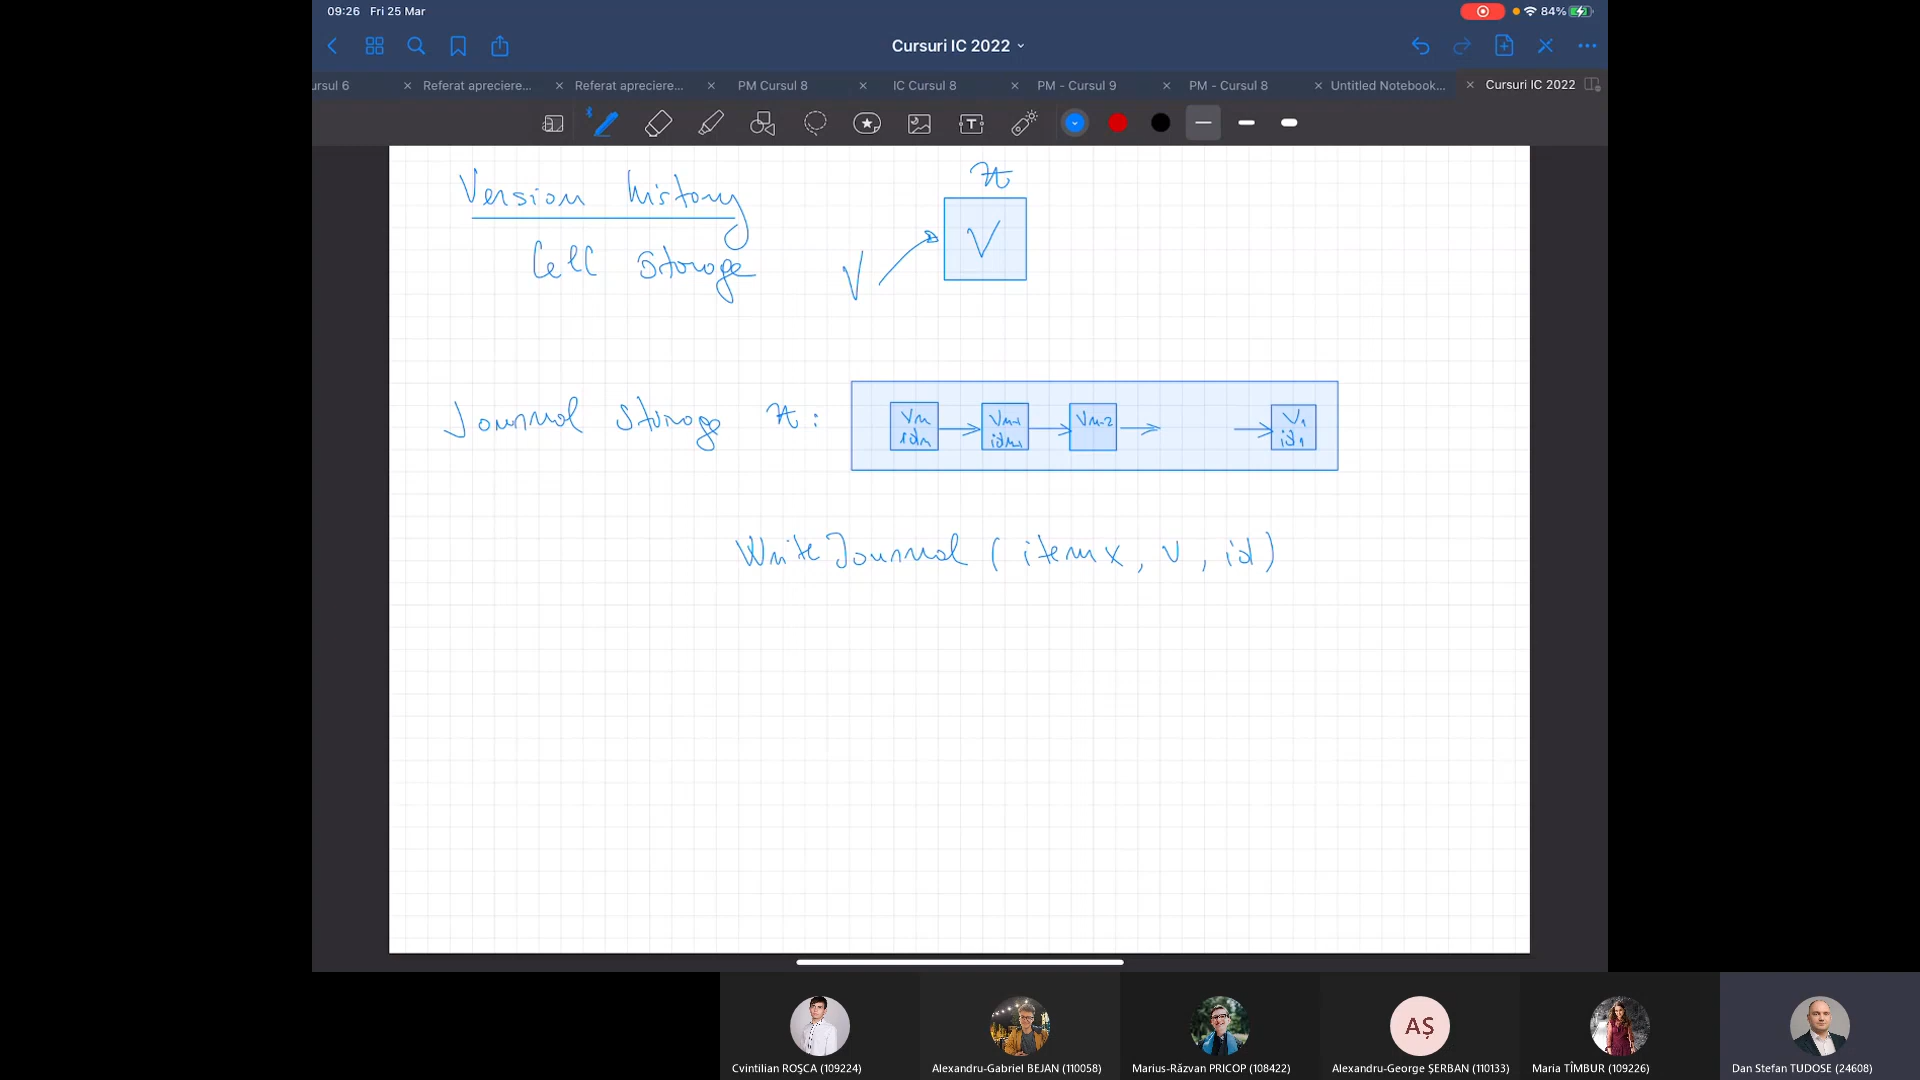 09:26 Fri 25 Mar
84%
Cursuri IC 2022
ursul 6
Referat apreciere...
Referat apreciere...
PM Cursul 8
IC Cursul 8
PM - Cursul 9
PM - Cursul 8
Untitled Notebook...
Cursuri IC 2022
Version history
Cell Storage
x
V
V
Journal Storage x:
Vn
idn
Vn-1
idn-1
Vn-2
V1
id1
WriteJournal (item x, v, id)
AȘ
Cvintilian ROȘCA (109224)
Alexandru-Gabriel BEJAN (110058)
Marius-Răzvan PRICOP (108422)
Alexandru-George ȘERBAN (110133)
Maria TÎMBUR (109226)
Dan Stefan TUDOSE (24608)